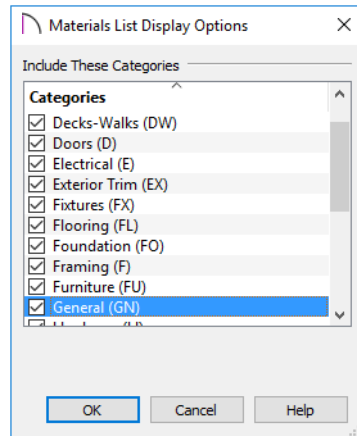 Materials List Display Options
Include These Categories
Categories
Decks-Walks (DW)
Doors (D)
Electrical (E)
Exterior Trim (EX)
Fixtures (FX)
Flooring (FL)
Foundation (FO)
Framing (F)
Furniture (FU)
General (GN)
OK Cancel Help